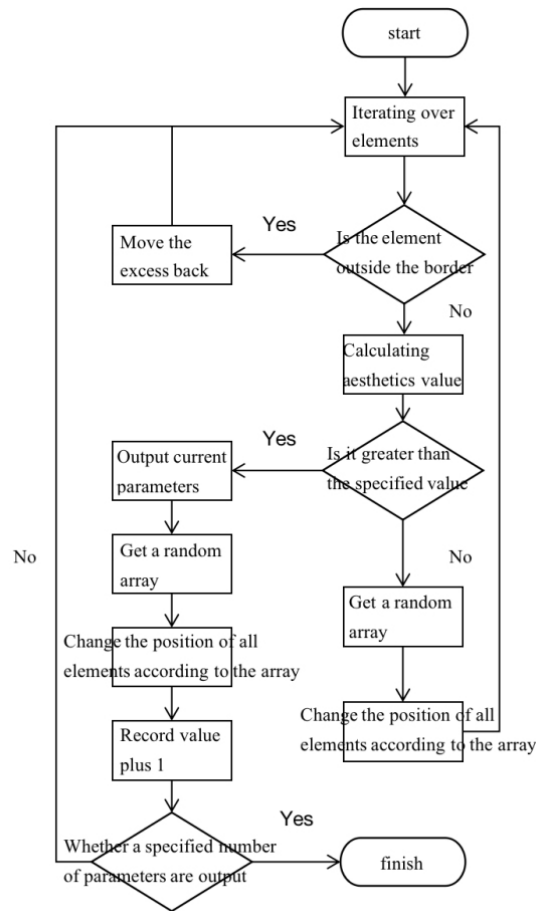 start
Iterating over
elements
Yes
Move the
excess back
Is the element
outside the border
No
Calculating
aesthetics value
Yes
Output current
parameters
Is it greater than
the specified value
No
No
Get a random
array
Get a random
array
Change the position of all
elements according to the array
Change the position of all
elements according to the array
Record value
plus 1
Yes
Whether a specified number
of parameters are output
finish